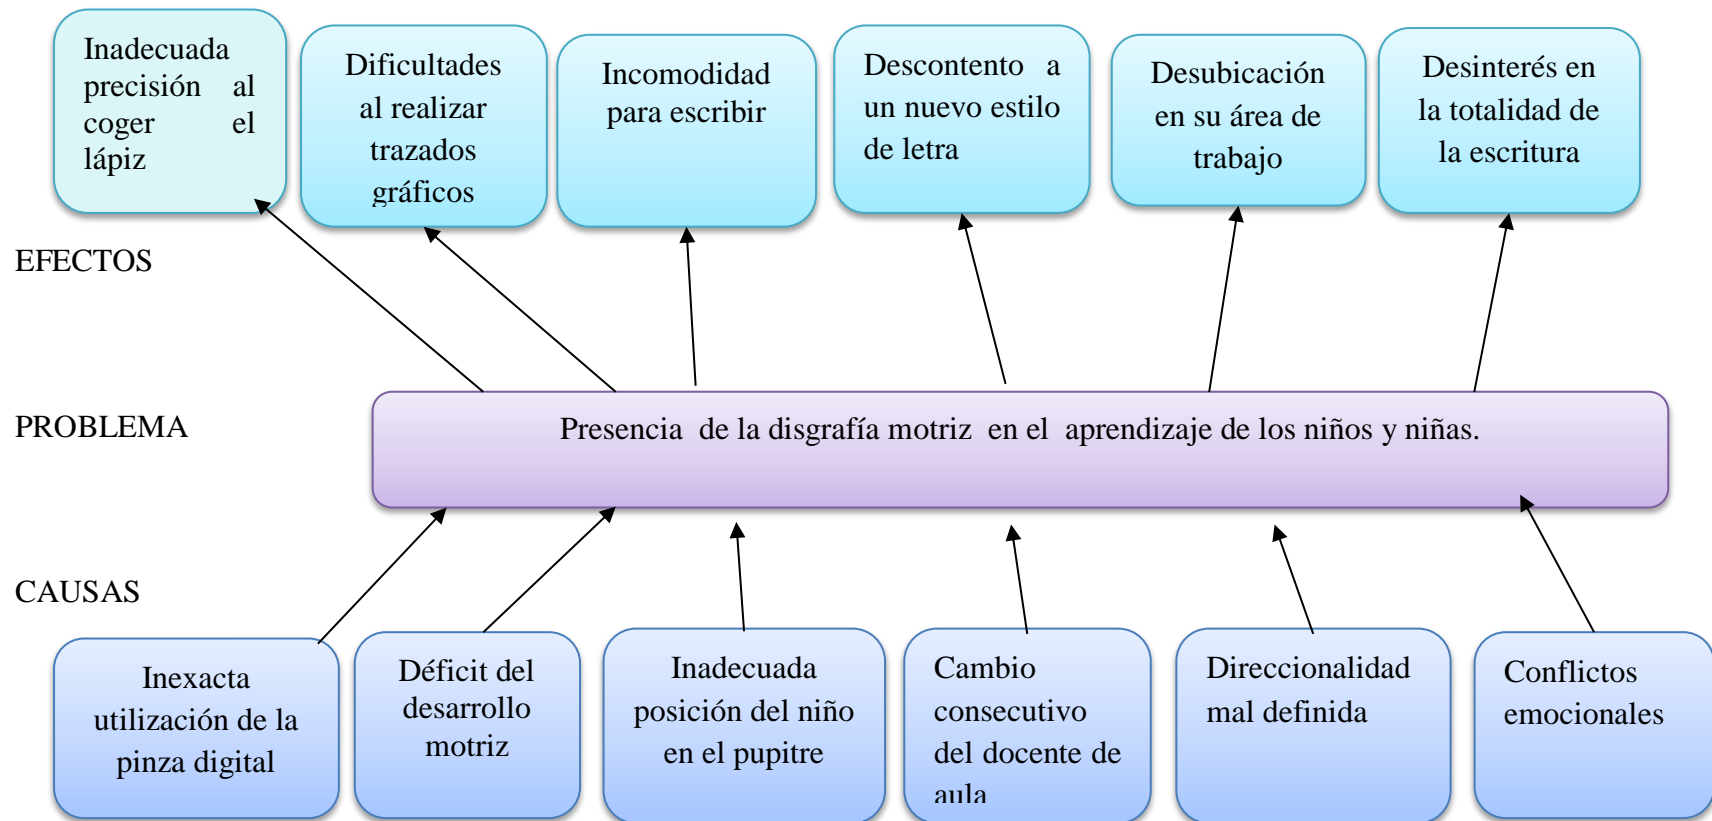 Inadecuada
precisión al
coger el
lápiz
Dificultades
al realizar
trazados
gráficos
Incomodidad
para escribir
Descontento a
un nuevo estilo
de letra
Desubicación
en su área de
trabajo
Desinterés en
la totalidad de
la escritura
EFECTOS
PROBLEMA
Presencia de la disgrafía motriz en el aprendizaje de los niños y niñas.
CAUSAS
Inexacta
utilización de la
pinza digital
Déficit del
desarrollo
motriz
Inadecuada
posición del niño
en el pupitre
Cambio
consecutivo
del docente de
aula
Direccionalidad
mal definida
Conflictos
emocionales